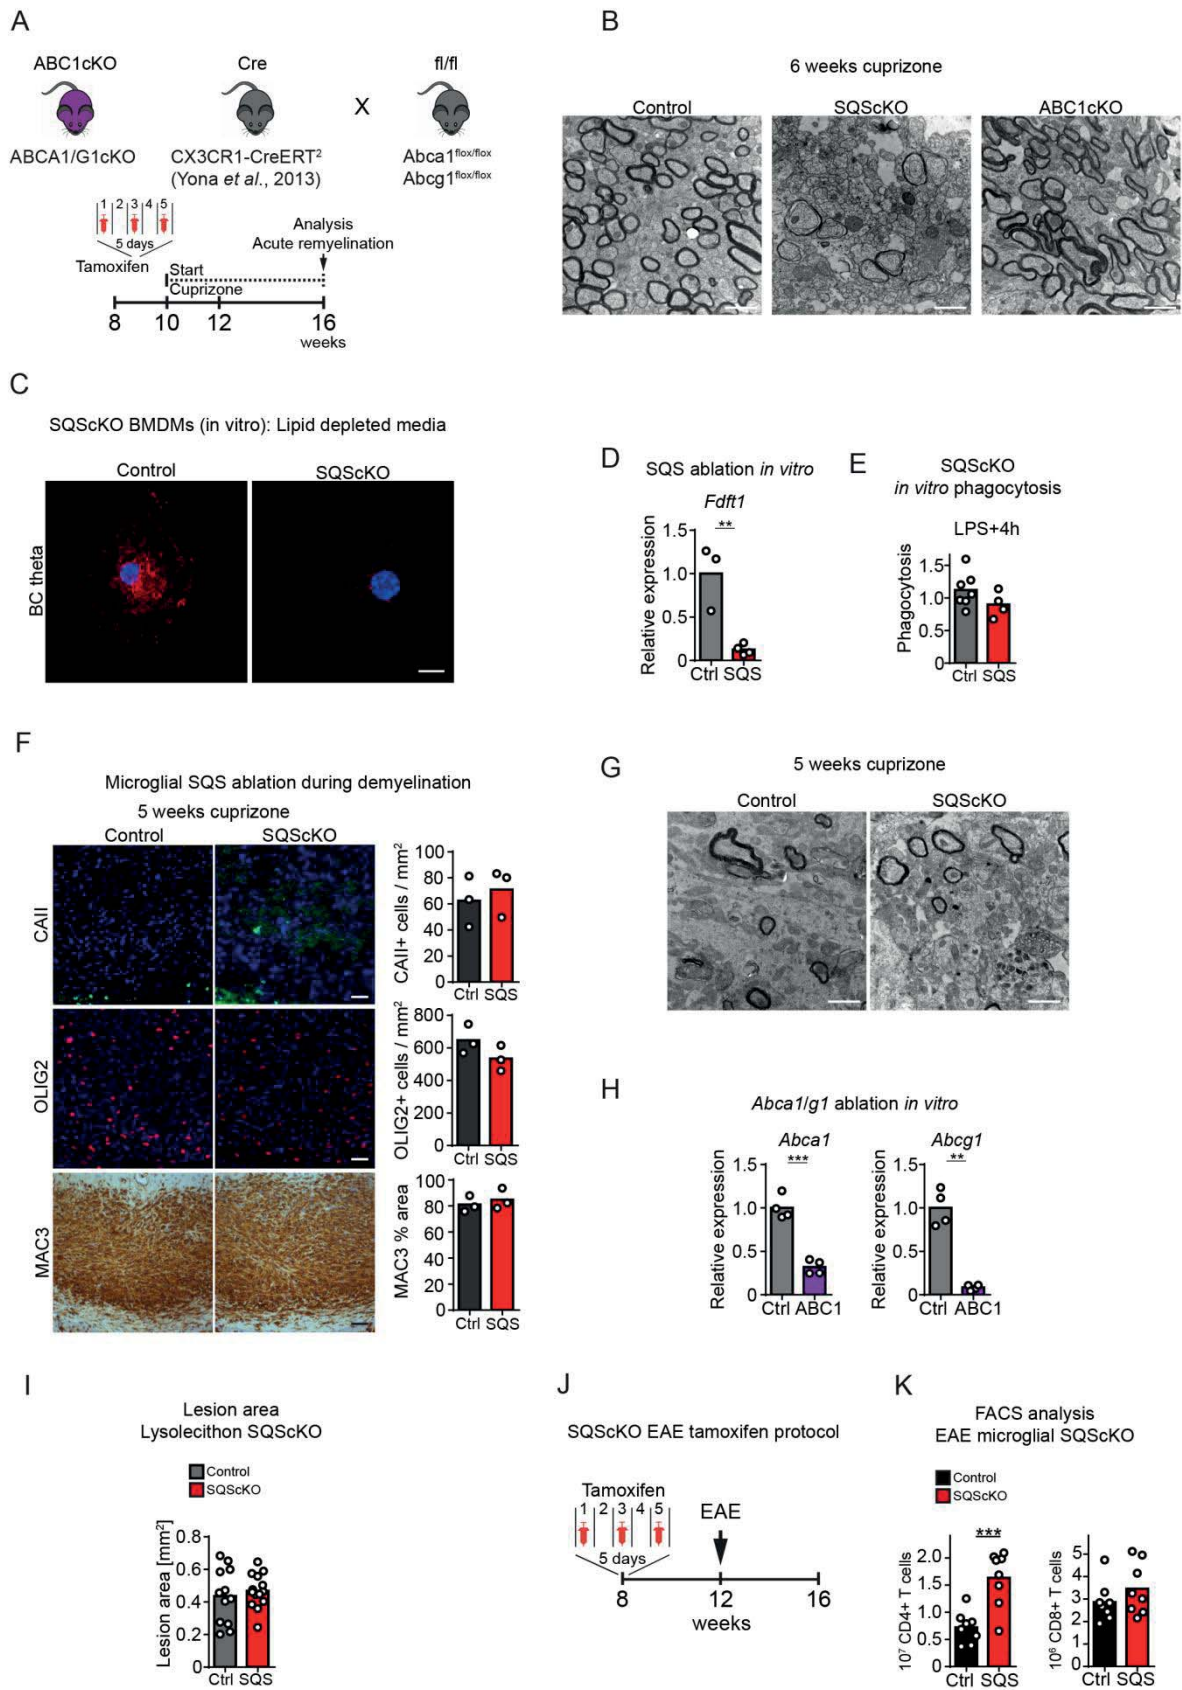 A
ABC1cKO
Cre
fl/fl
X
ABCA1/G1cKO
CX3CR1-CreERT²
(Yona et al., 2013)
Abca1flox/flox
Abcg1flox/flox
1 2 3 4 5
5 days
Tamoxifen
Analysis
Acute remyelination
Start
Cuprizone
8 10 12 16
weeks
B
6 weeks cuprizone
Control
SQScKO
ABC1cKO
C
SQScKO BMDMs (in vitro): Lipid depleted media
Control
SQScKO
BC theta
D
SQS ablation in vitro
Fdft1
**
Relative expression
1.5
1.0
0.5
0
Ctrl SQS
E
SQScKO
in vitro phagocytosis
LPS+4h
Phagocytosis
1.5
1.0
0.5
0
Ctrl SQS
F
Microglial SQS ablation during demyelination
5 weeks cuprizone
Control
SQScKO
CAII
CAII+ cells / mm²
100
80
60
40
20
0
Ctrl SQS
OLIG2
OLIG2+ cells / mm²
800
600
400
200
0
Ctrl SQS
MAC3
MAC3 % area
100
80
60
40
20
0
Ctrl SQS
G
5 weeks cuprizone
Control
SQScKO
H
Abca1/g1 ablation in vitro
Abca1
***
Relative expression
1.5
1.0
0.5
0
Ctrl ABC1
Abcg1
**
Relative expression
1.5
1.0
0.5
0
Ctrl ABC1
I
Lesion area
Lysolecithon SQScKO
Control
SQScKO
Lesion area [mm²]
0.8
0.6
0.4
0.2
0
Ctrl SQS
J
SQScKO EAE tamoxifen protocol
Tamoxifen
1 2 3 4 5
5 days
EAE
8 12 16
weeks
K
FACS analysis
EAE microglial SQScKO
Control
SQScKO
***
10⁷ CD4+ T cells
2.0
1.5
1.0
0.5
0
Ctrl SQS
10⁶ CD8+ T cells
5
4
3
2
1
0
Ctrl SQS